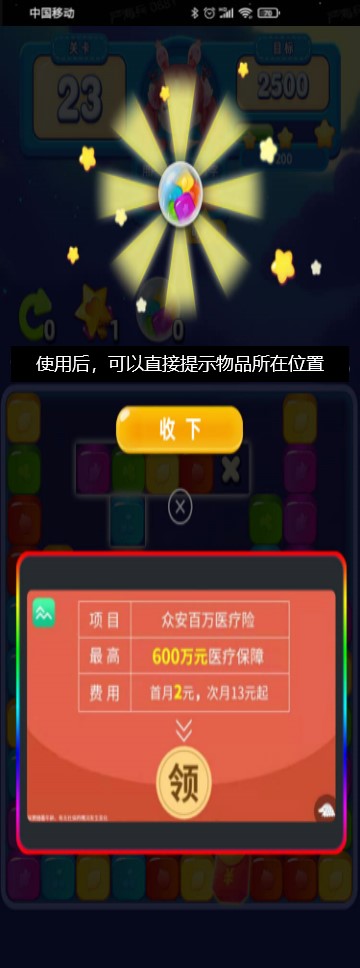 中国移动
关卡
目标
23
2500
200
0
1
0
使用后，可以直接提示物品所在位置
收下
项目 众安百万医疗险
最高 600万元医疗保障
费用 首月2元，次月13元起
领